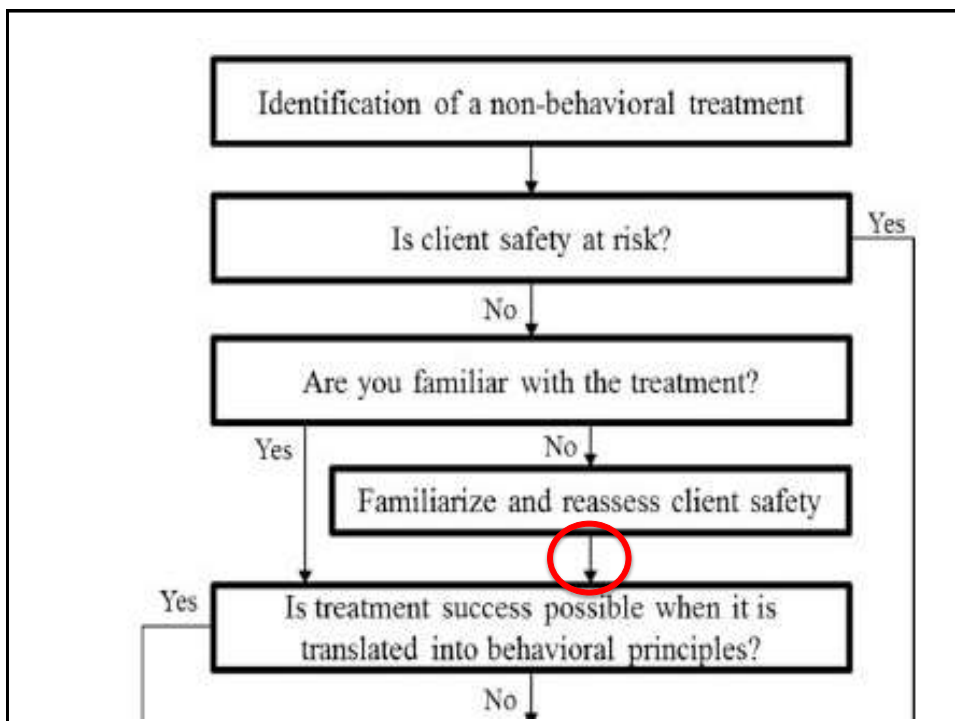 Identification of a non-behavioral treatment
Is client safety at risk?
Yes
No
Are you familiar with the treatment?
Yes
No
Familiarize and reassess client safety
Yes
Is treatment success possible when it is
translated into behavioral principles?
No